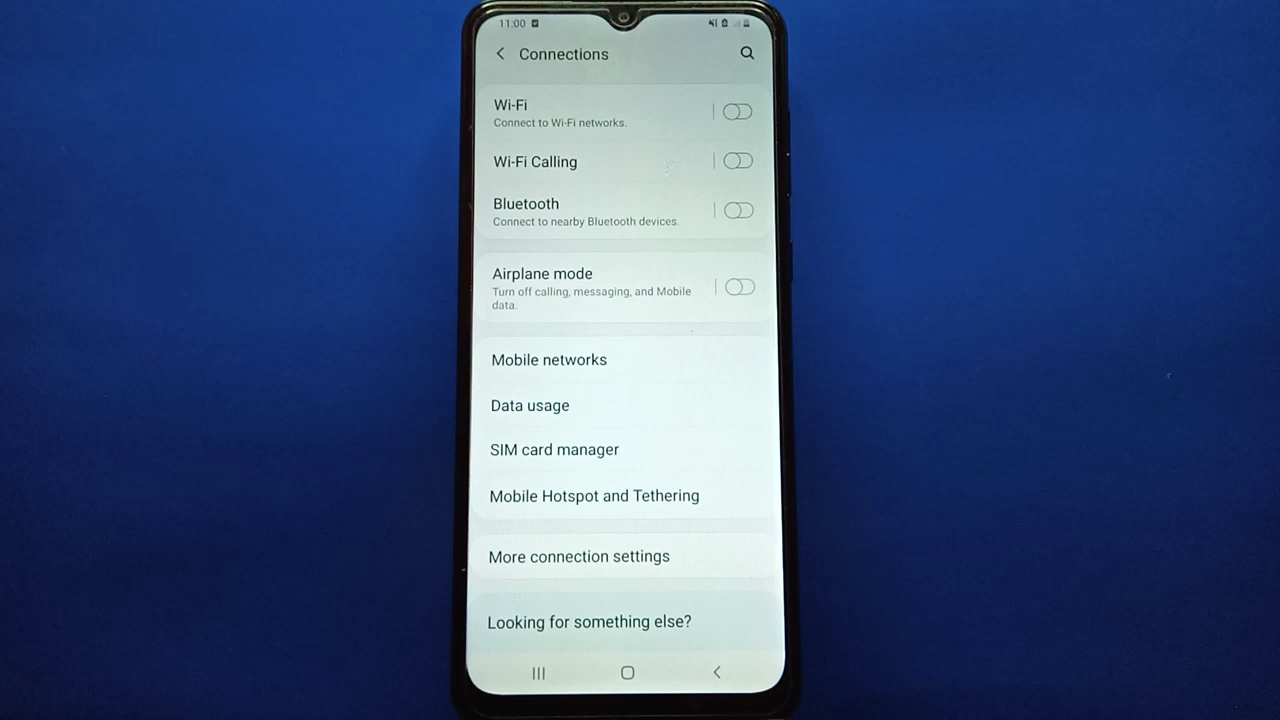 11:00
Connections
Wi-Fi
Connect to Wi-Fi networks.
Wi-Fi Calling
Bluetooth
Connect to nearby Bluetooth devices.
Airplane mode
Turn off calling, messaging, and Mobile
data.
Mobile networks
Data usage
SIM card manager
Mobile Hotspot and Tethering
More connection settings
Looking for something else?